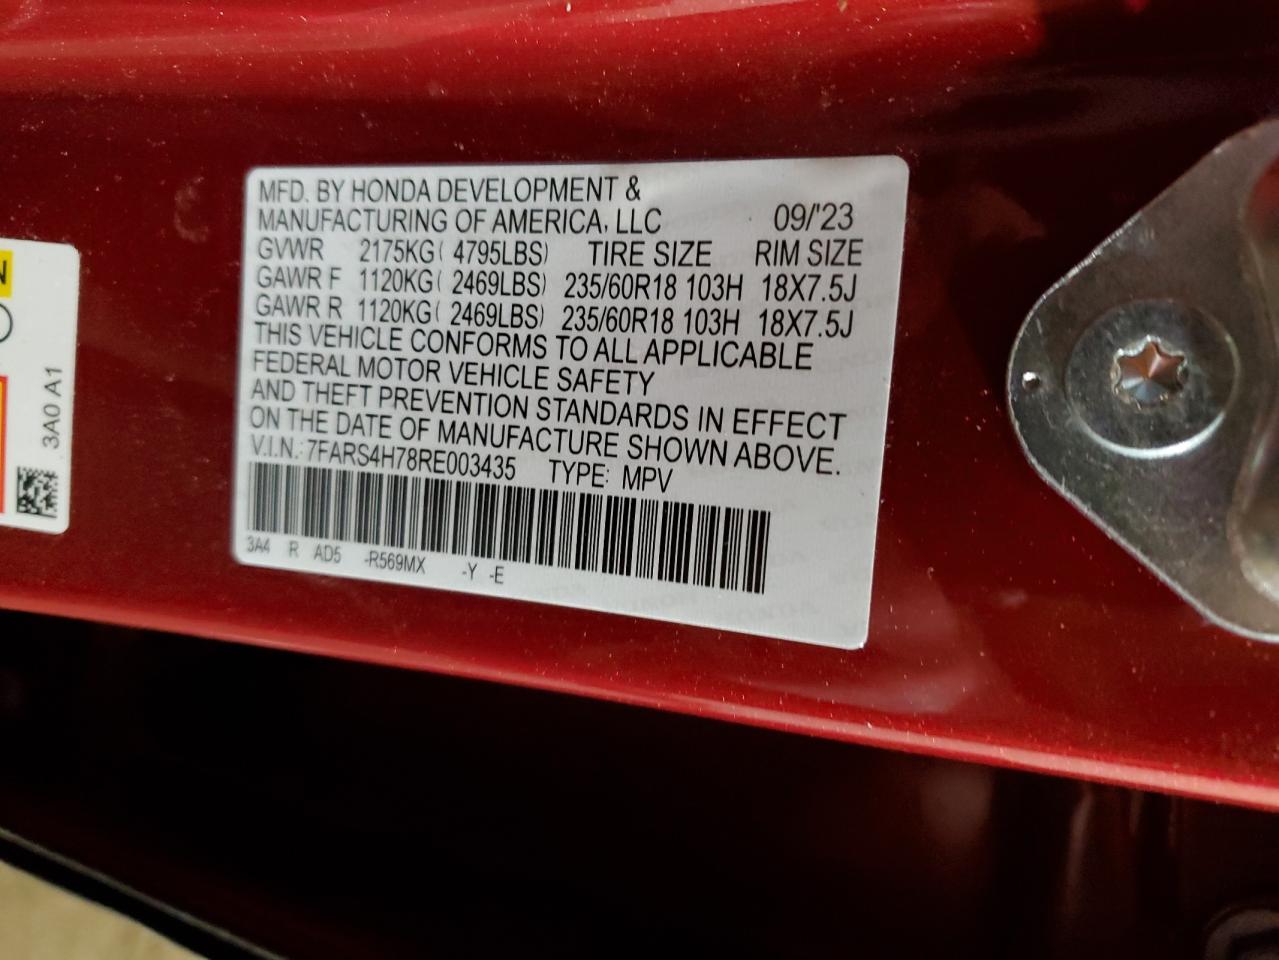 MFD. BY HONDA DEVELOPMENT &
MANUFACTURING OF AMERICA, LLC 09/'23
GVWR 2175KG( 4795LBS) TIRE SIZE RIM SIZE
GAWR F 1120KG( 2469LBS) 235/60R18 103H 18X7.5J
GAWR R 1120KG( 2469LBS) 235/60R18 103H 18X7.5J
THIS VEHICLE CONFORMS TO ALL APPLICABLE
FEDERAL MOTOR VEHICLE SAFETY
AND THEFT PREVENTION STANDARDS IN EFFECT
ON THE DATE OF MANUFACTURE SHOWN ABOVE.
V.I.N.: 7FARS4H78RE003435 TYPE: MPV
3A4 R AD5 -R569MX -Y -E
3A0 A1